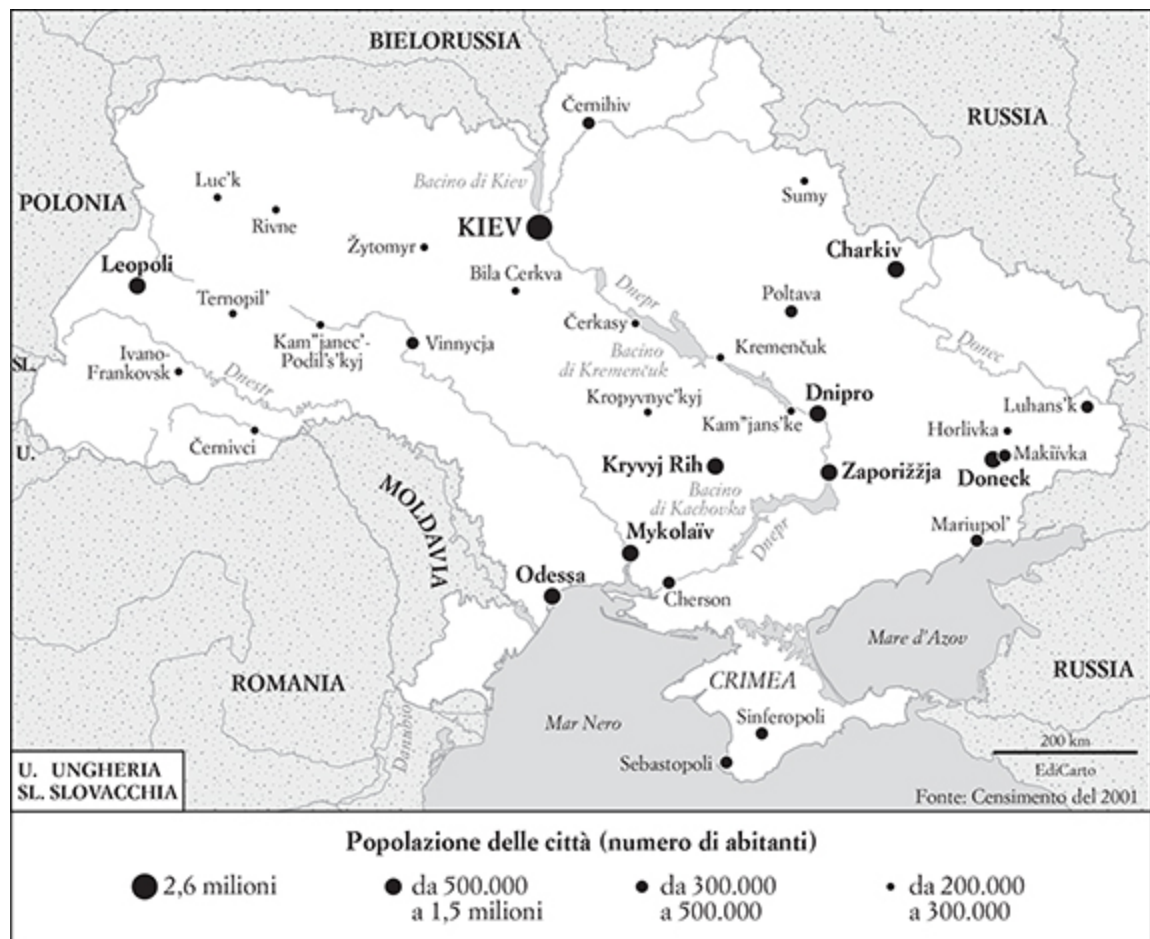 BIELORUSSIA
RUSSIA
Černihiv
POLONIA
Luc’k
Rivne
Bacino di Kiev
KIEV
Sumy
Žytomyr
Charkiv
Leopoli
Bila Cerkva
Ternopil’
Dnepr
Poltava
Kam”janec’-
Podil’s’kyj
Vinnycja
Čerkasy
Bacino
di Kremenčuk
Kremenčuk
Donec
SL.
Ivano-
Frankovsk
Dnestr
Kropyvnyc’kyj
Dnipro
Kam”jans’ke
Luhans’k
Horlivka
Makiïvka
Černivci
U.
Kryvyj Rih
Zaporižžja
Doneck
MOLDAVIA
Bacino
di Kachovka
Dnepr
Mariupol’
Mykolaïv
Odessa
Cherson
Mare d’Azov
ROMANIA
CRIMEA
RUSSIA
Danubio
Mar Nero
Sinferopoli
Sebastopoli
200 km
EdiCarto
U. UNGHERIA
SL. SLOVACCHIA
Fonte: Censimento del 2001
Popolazione delle città (numero di abitanti)
2,6 milioni
da 500.000
a 1,5 milioni
da 300.000
a 500.000
da 200.000
a 300.000